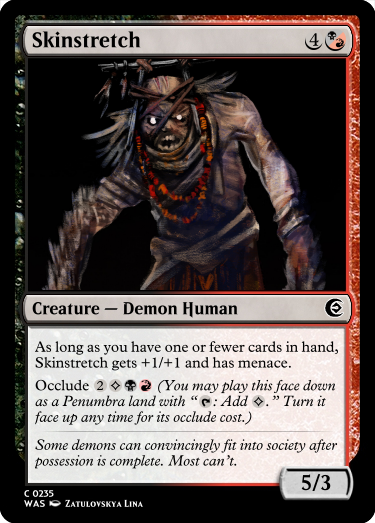 Skinstretch 4
Creature — Demon Human
As long as you have one or fewer cards in hand,
Skinstretch gets +1/+1 and has menace.
Occlude 2 (You may play this face down
as a Penumbra land with “: Add .” Turn it
face up any time for its occlude cost.)
Some demons can convincingly fit into society after
possession is complete. Most can't.
5/3
C 0235
WAS Zatulovskya Lina